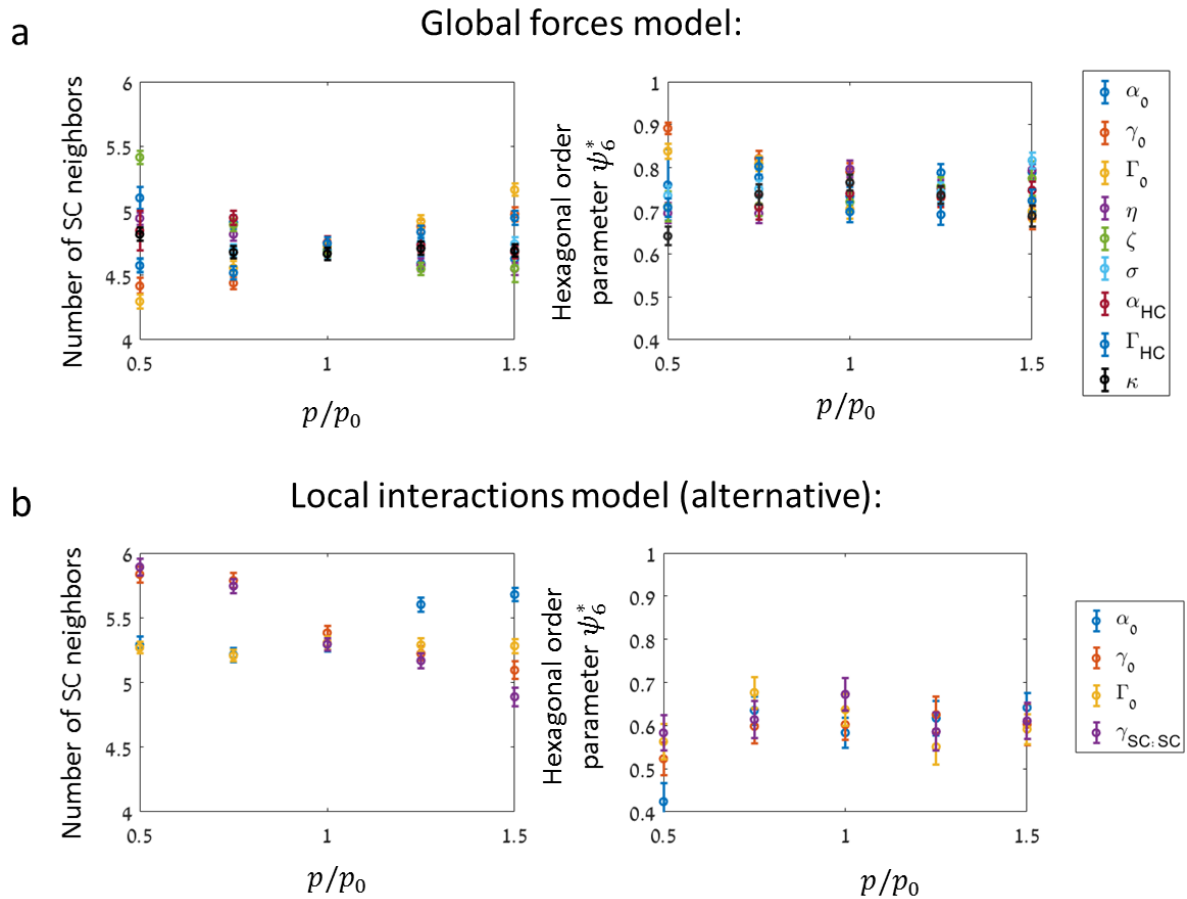 a
Global forces model:
Number of SC neighbors
6
5.5
5
4.5
4
0.5
1
1.5
p/p₀
Hexagonal order
parameter ψ₆*
1
0.9
0.8
0.7
0.6
0.5
0.4
0.5
1
1.5
p/p₀
α₀
γ₀
Γ₀
η
ζ
σ
α_HC
Γ_HC
κ
b
Local interactions model (alternative):
Number of SC neighbors
6
5.5
5
4.5
4
0.5
1
1.5
p/p₀
Hexagonal order
parameter ψ₆*
1
0.9
0.8
0.7
0.6
0.5
0.4
0.5
1
1.5
p/p₀
α₀
γ₀
Γ₀
γ_SC:SC